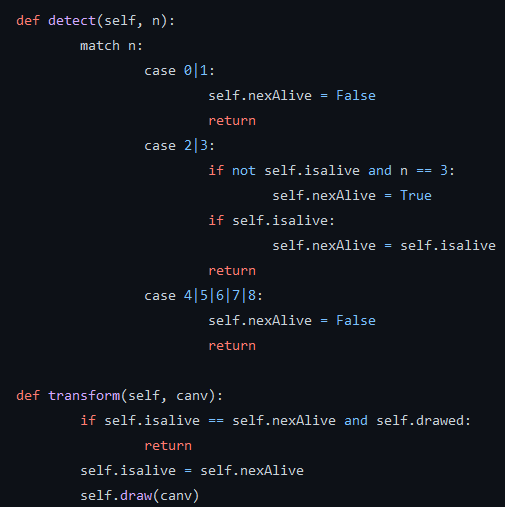 def detect(self, n):
        match n:
                case 0|1:
                        self.nexAlive = False
                        return
                case 2|3:
                        if not self.isalive and n == 3:
                                self.nexAlive = True
                        if self.isalive:
                                self.nexAlive = self.isalive
                        return
                case 4|5|6|7|8:
                        self.nexAlive = False
                        return

def transform(self, canv):
        if self.isalive == self.nexAlive and self.drawed:
                return
        self.isalive = self.nexAlive
        self.draw(canv)